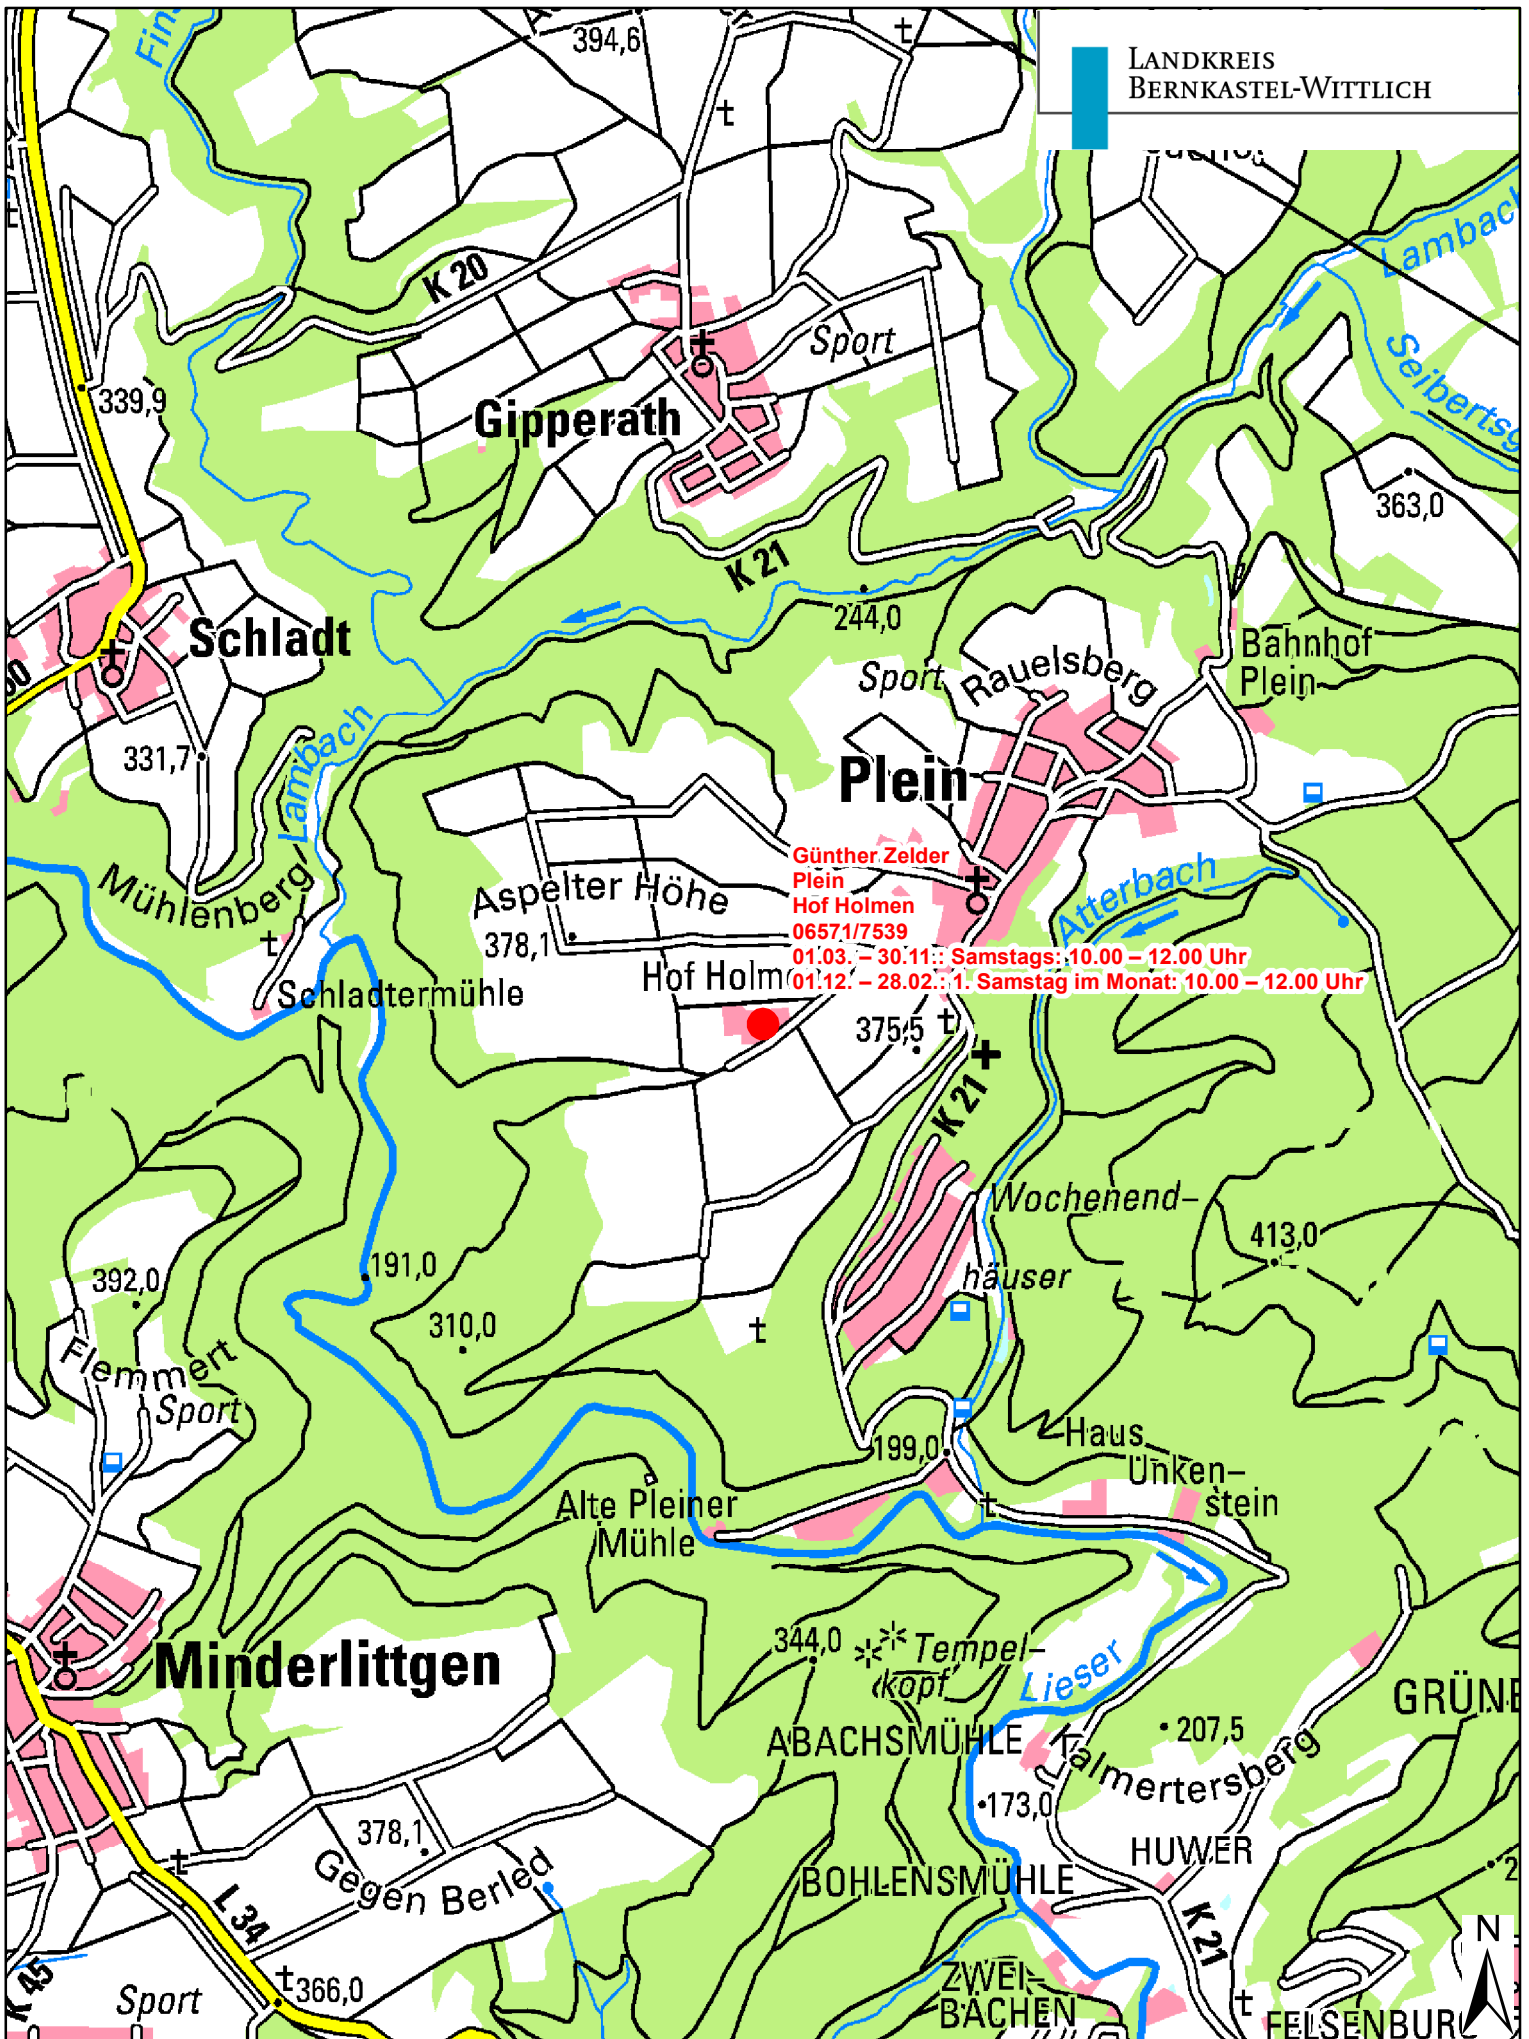 394,6
LANDKREIS
BERNKASTEL-WITTLICH
Lambach
K 20
Sport
Seibertsg
339,9
Gipperath
363,0
K 21
244,0
Schladt
Bahnhof
Plein
Sport
Rauelsberg
Lambach
331,7
Plein
Günther Zelder
Plein
Hof Holmen
06571/7539
01.03. – 30.11.: Samstags: 10.00 – 12.00 Uhr
01.12. – 28.02.: 1. Samstag im Monat: 10.00 – 12.00 Uhr
Mühlenberg
Aspelter Höhe
Atterbach
378,1
Hof Holmen
Schladtermühle
375,5
K 21
Wochenend-
häuser
413,0
191,0
392,0
310,0
Flemmert
Sport
199,0
Haus
Unken-
stein
Alte Pleiner
Mühle
344,0
Tempel-
kopf
Minderlittgen
Lieser
GRÜNE
ABACHSMÜHLE
207,5
Talmertersberg
173,0
378,1
HUWER
Gegen Berled
BOHLENSMÜHLE
L 34
K 21
N
K 45
366,0
Sport
ZWEI-
BÄCHEN
FELSENBURG